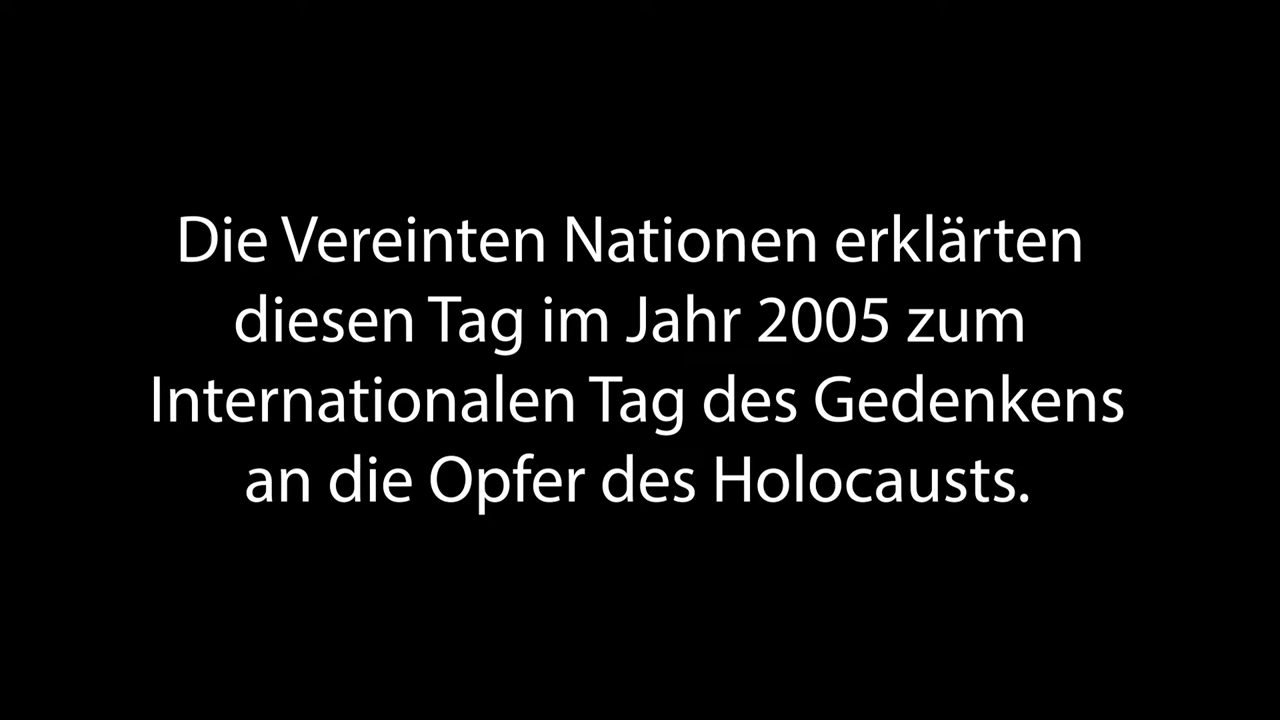 Die Vereinten Nationen erklärten
diesen Tag im Jahr 2005 zum
Internationalen Tag des Gedenkens
an die Opfer des Holocausts.